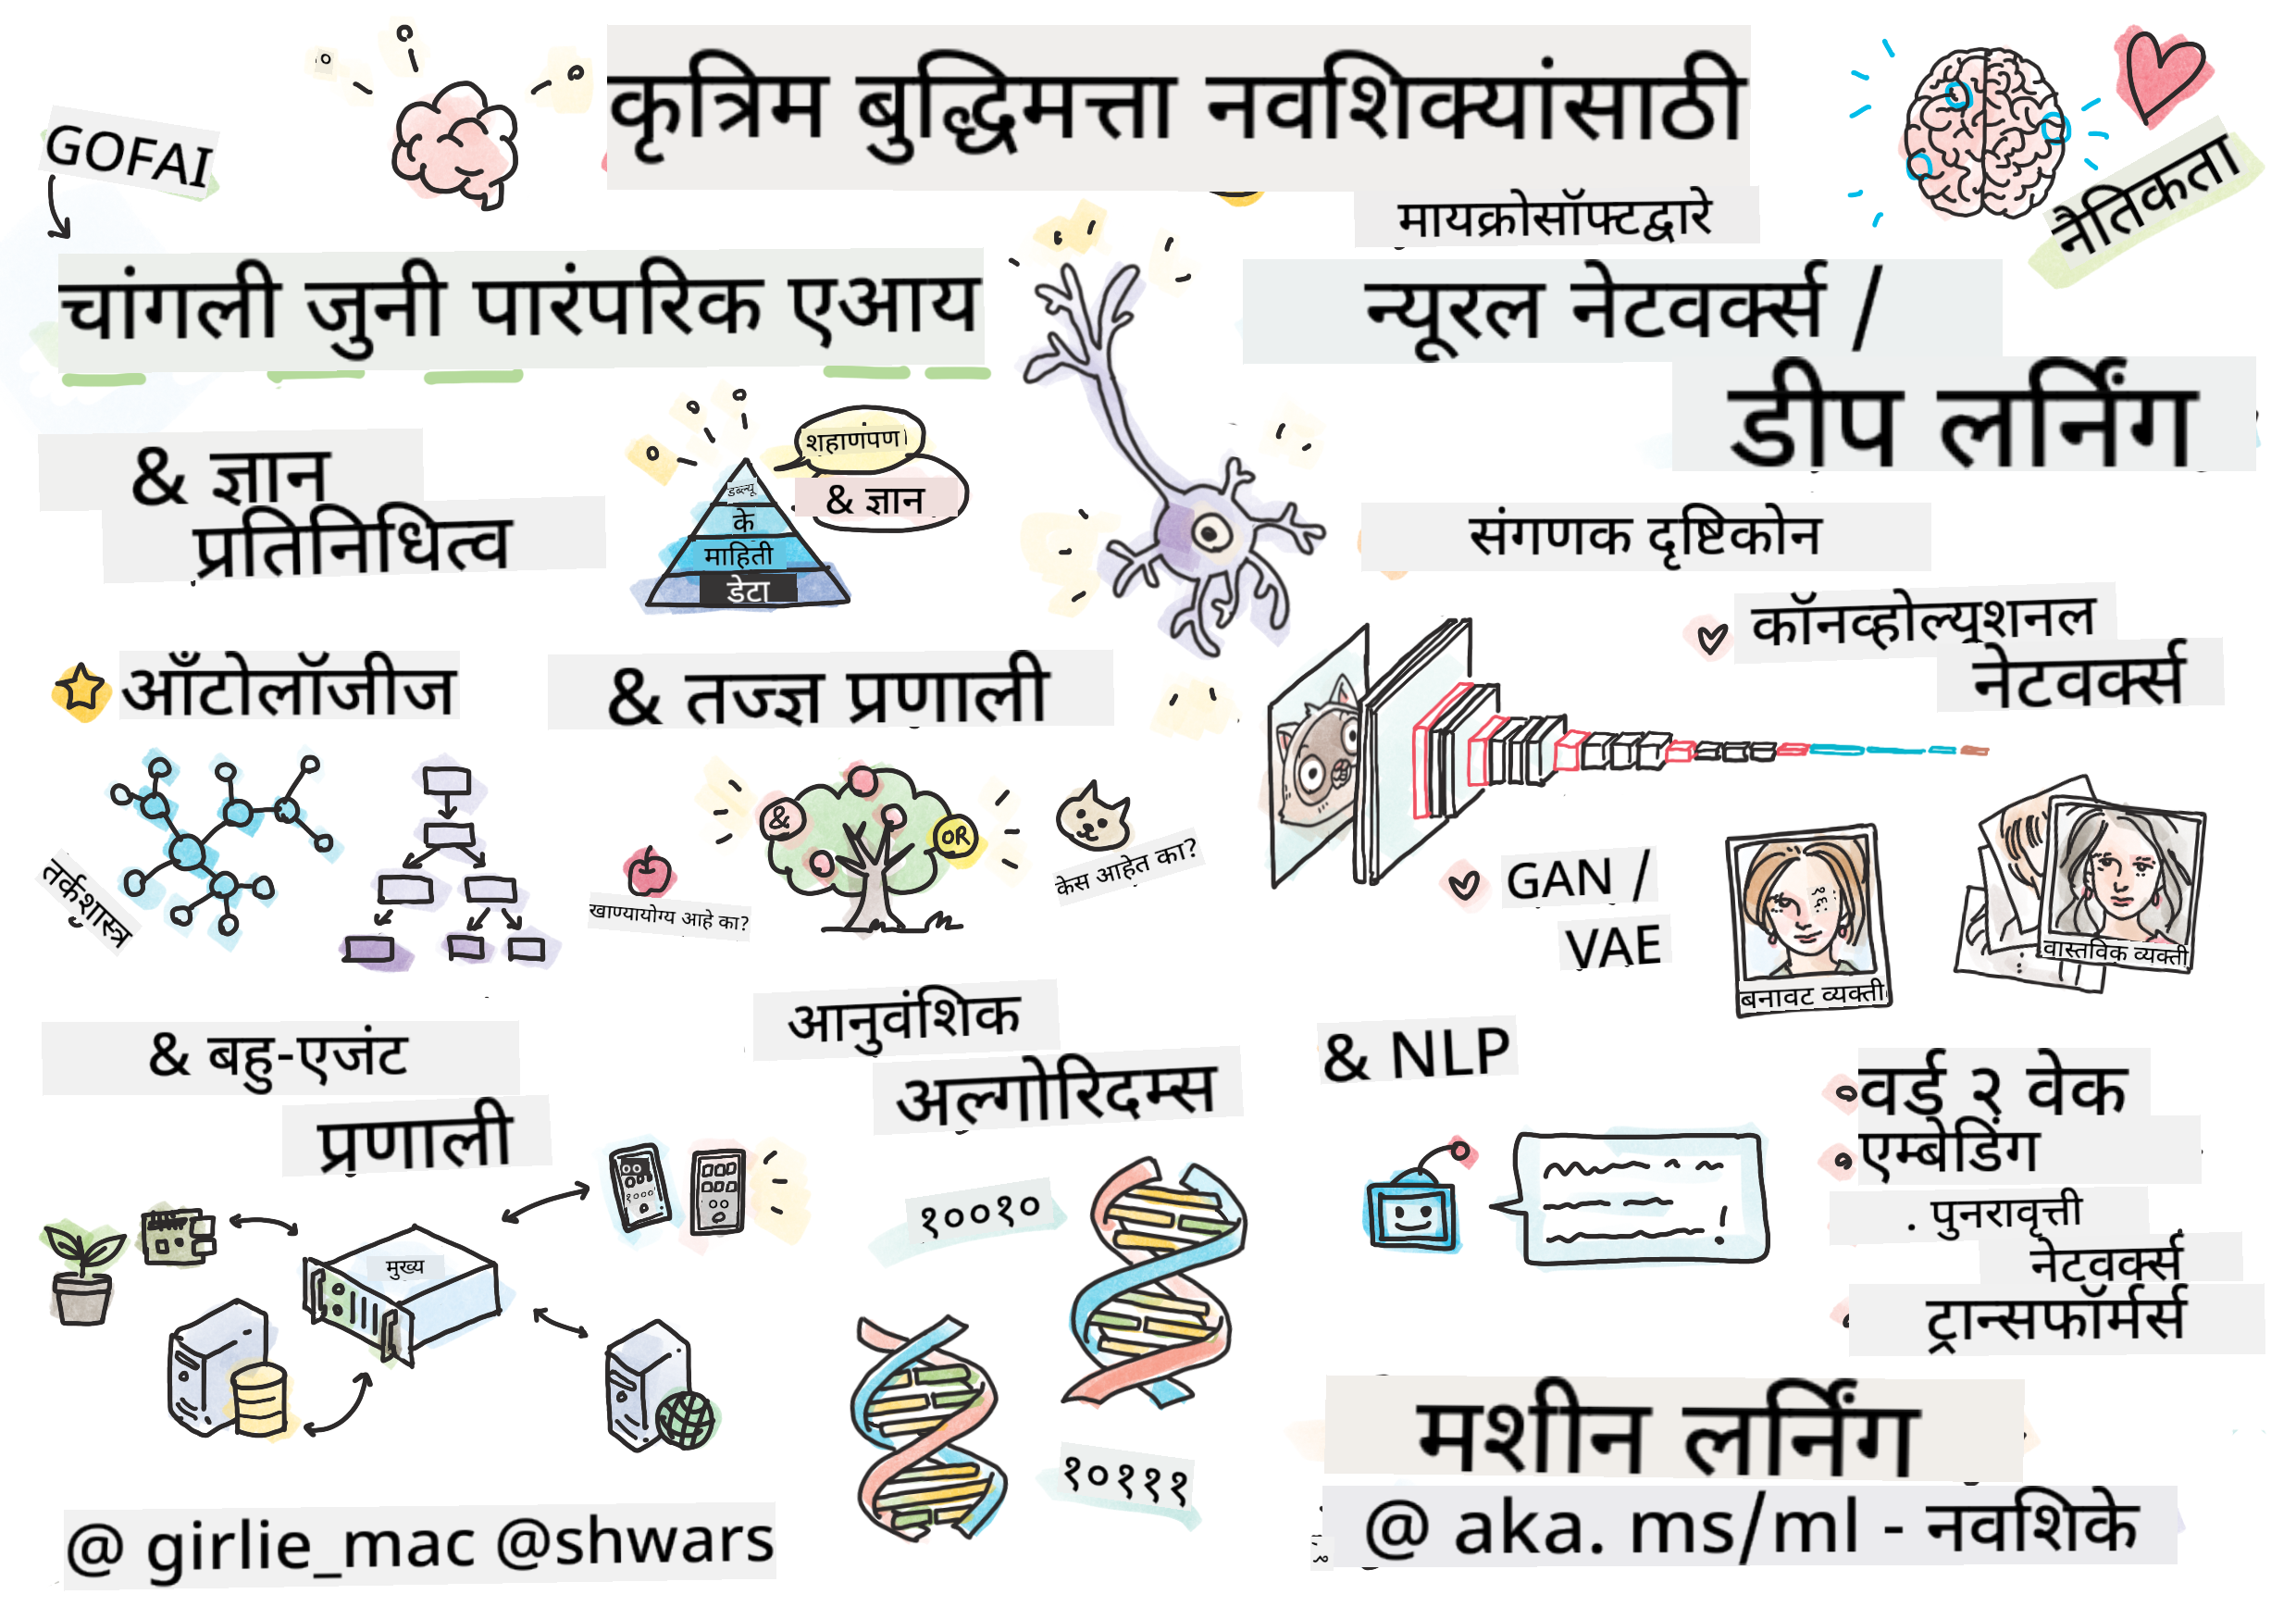 कृत्रिम बुद्धिमत्ता नवशिक्यांसाठी
मायक्रोसॉफ्टद्वारे
नैतिकता
GOFAI
चांगली जुनी पारंपरिक एआय
& ज्ञान
प्रतिनिधित्व
शहाणपण
& ज्ञान
डब्ल्यू
के
माहिती
डेटा
ऑंटोलॉजीज
& तज्ज्ञ प्रणाली
तर्कशास्त्र
&
OR
खाण्यायोग्य आहे का?
केस आहेत का?
& बहु-एजंट
प्रणाली
मुख्य
आनुवंशिक
अल्गोरिदम्स
१००१०
१०१११
@ girlie_mac @shwars
न्यूरल नेटवर्क्स /
डीप लर्निंग
संगणक दृष्टिकोन
कॉनव्होल्यूशनल
नेटवर्क्स
GAN /
VAE
बनावट व्यक्ती
वास्तविक व्यक्ती
& NLP
वर्ड २ वेक
एम्बेडिंग
. पुनरावृत्ती
नेटवर्क्स
ट्रान्सफॉर्मर्स
मशीन लर्निंग
@ aka. ms/ml - नवशिके